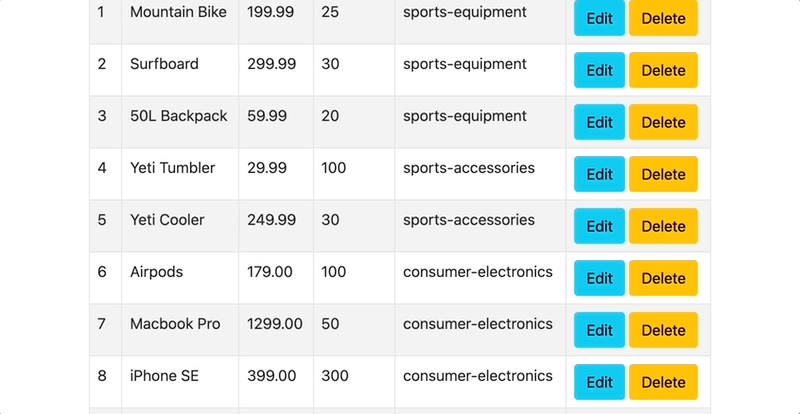 1 Mountain Bike 199.99 25 sports-equipment Edit Delete
2 Surfboard 299.99 30 sports-equipment Edit Delete
3 50L Backpack 59.99 20 sports-equipment Edit Delete
4 Yeti Tumbler 29.99 100 sports-accessories Edit Delete
5 Yeti Cooler 249.99 30 sports-accessories Edit Delete
6 Airpods 179.00 100 consumer-electronics Edit Delete
7 Macbook Pro 1299.00 50 consumer-electronics Edit Delete
8 iPhone SE 399.00 300 consumer-electronics Edit Delete